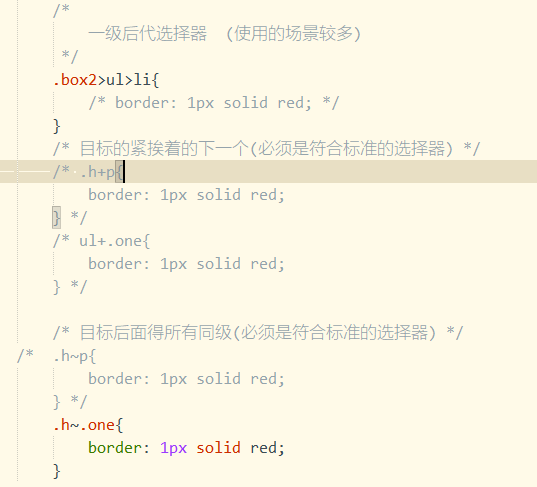 /*
一级后代选择器 (使用的场景较多)
*/
.box2>ul>li{
/* border: 1px solid red; */
}
/* 目标的紧挨着的下一个(必须是符合标准的选择器) */
/* .h+p{
border: 1px solid red;
} */
/* ul+.one{
border: 1px solid red;
} */
/* 目标后面得所有同级(必须是符合标准的选择器) */
/* .h~p{
border: 1px solid red;
} */
.h~.one{
border: 1px solid red;
}